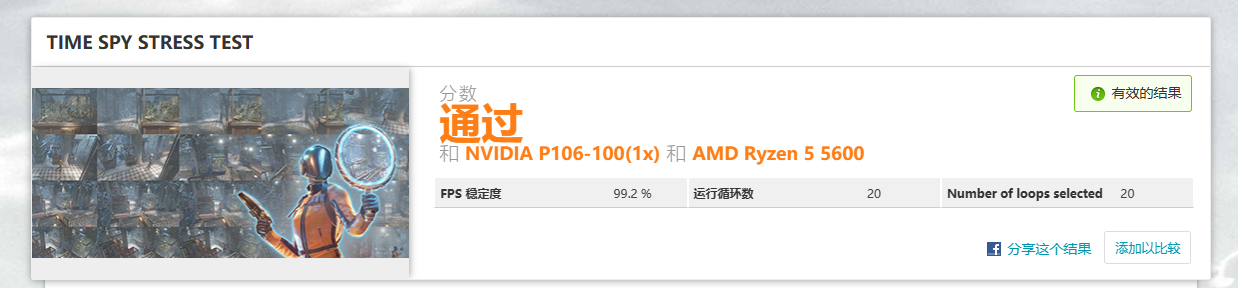 TIME SPY STRESS TEST
分数
有效的结果
通过
和 NVIDIA P106-100(1x) 和 AMD Ryzen 5 5600
FPS 稳定度 99.2 % 运行循环数 20 Number of loops selected 20
分享这个结果 添加以比较